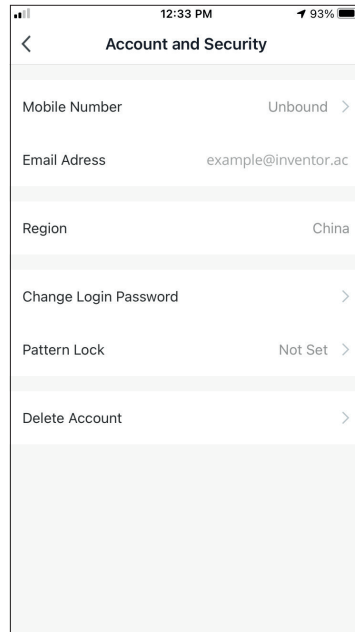 12:33 PM 93%
Account and Security
Mobile Number Unbound
Email Adress example@inventor.ac
Region China
Change Login Password
Pattern Lock Not Set
Delete Account